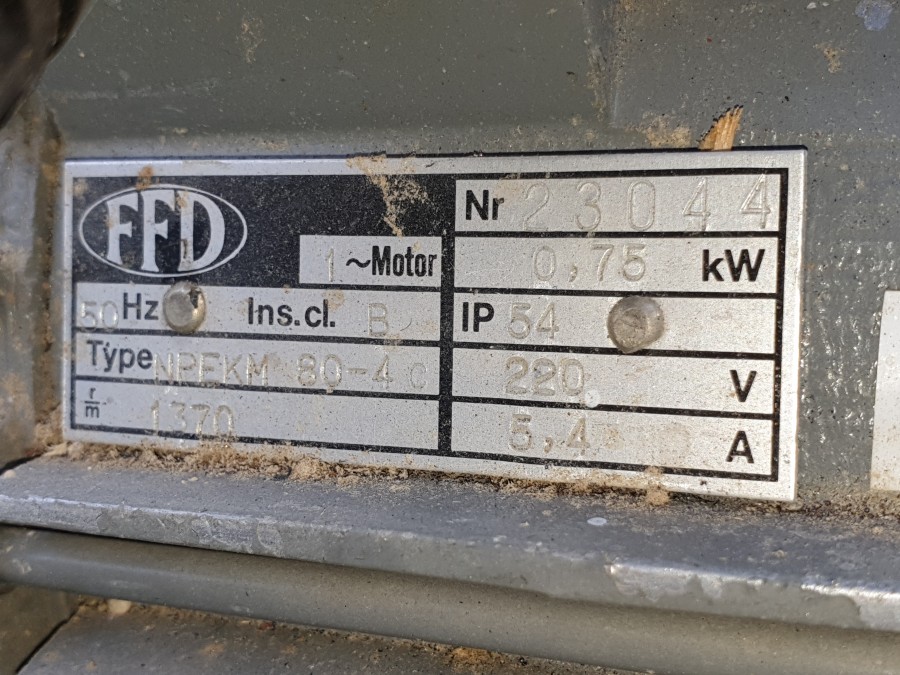 FFD
Nr 23044
1 ~Motor
0,75 kW
50 Hz Ins.cl. B
IP 54
Type NPEKM 80-4C
220 V
r/m 1370
5,4 A